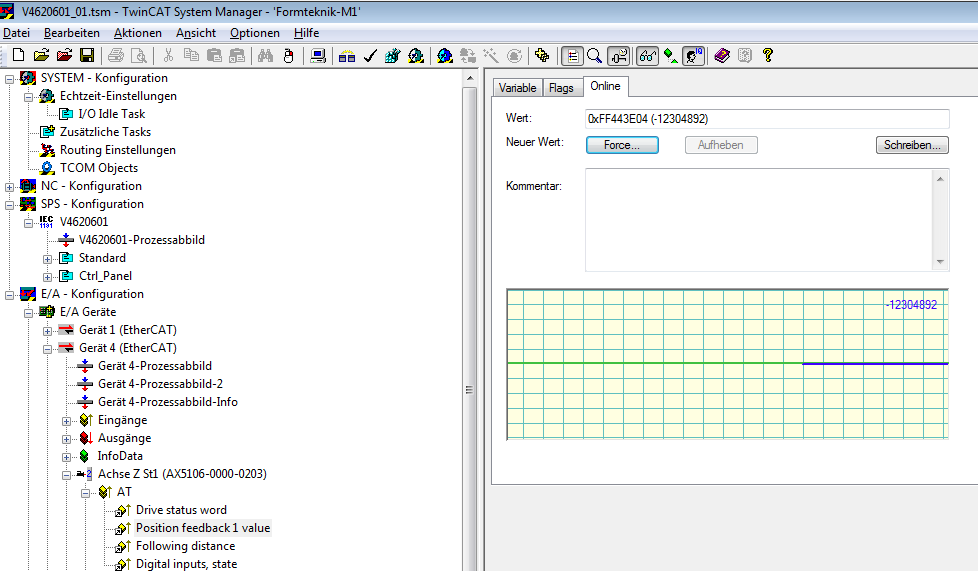 V4620601_01.tsm - TwinCAT System Manager - 'Formteknik-M1'
Datei Bearbeiten Aktionen Ansicht Optionen Hilfe
SYSTEM - Konfiguration
Echtzeit-Einstellungen
I/O Idle Task
Zusätzliche Tasks
Routing Einstellungen
TCOM Objects
NC - Konfiguration
SPS - Konfiguration
IEC 1131 V4620601
V4620601-Prozessabbild
Standard
Ctrl_Panel
E/A - Konfiguration
E/A Geräte
Gerät 1 (EtherCAT)
Gerät 4 (EtherCAT)
Gerät 4-Prozessabbild
Gerät 4-Prozessabbild-2
Gerät 4-Prozessabbild-Info
Eingänge
Ausgänge
InfoData
Achse Z St1 (AX5106-0000-0203)
AT
Drive status word
Position feedback 1 value
Following distance
Digital inputs, state
Variable Flags Online
Wert: 0xFF443E04 (-12304892)
Neuer Wert: Force... Aufheben Schreiben...
Kommentar:
-12304892